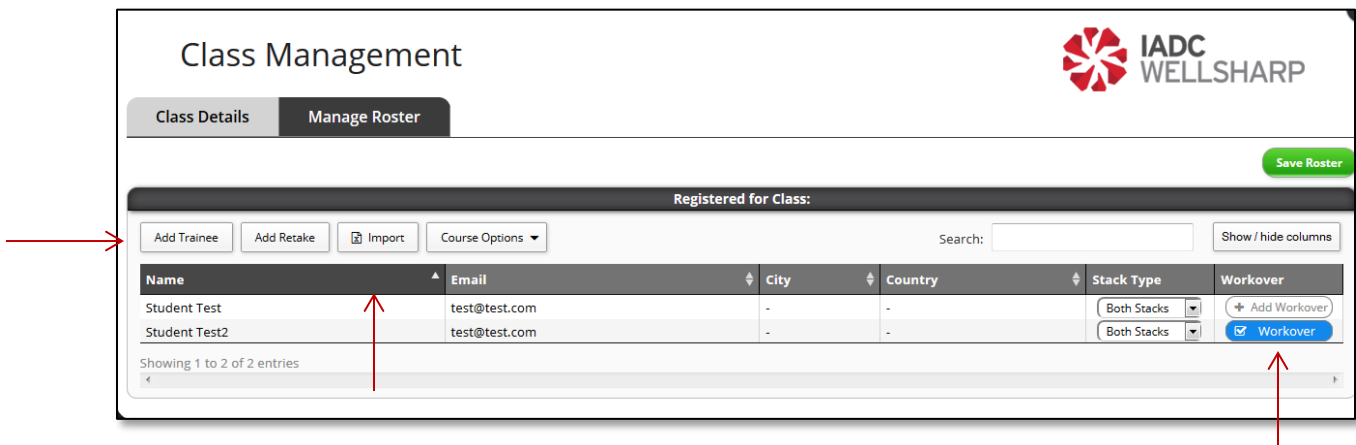 Class Management
IADC
WELLSHARP
Class Details Manage Roster
Save Roster
Registered for Class:
Add Trainee Add Retake Import Course Options Search: Show / hide columns
Name Email City Country Stack Type Workover
Student Test test@test.com - - Both Stacks + Add Workover
Student Test2 test@test.com - - Both Stacks Workover
Showing 1 to 2 of 2 entries